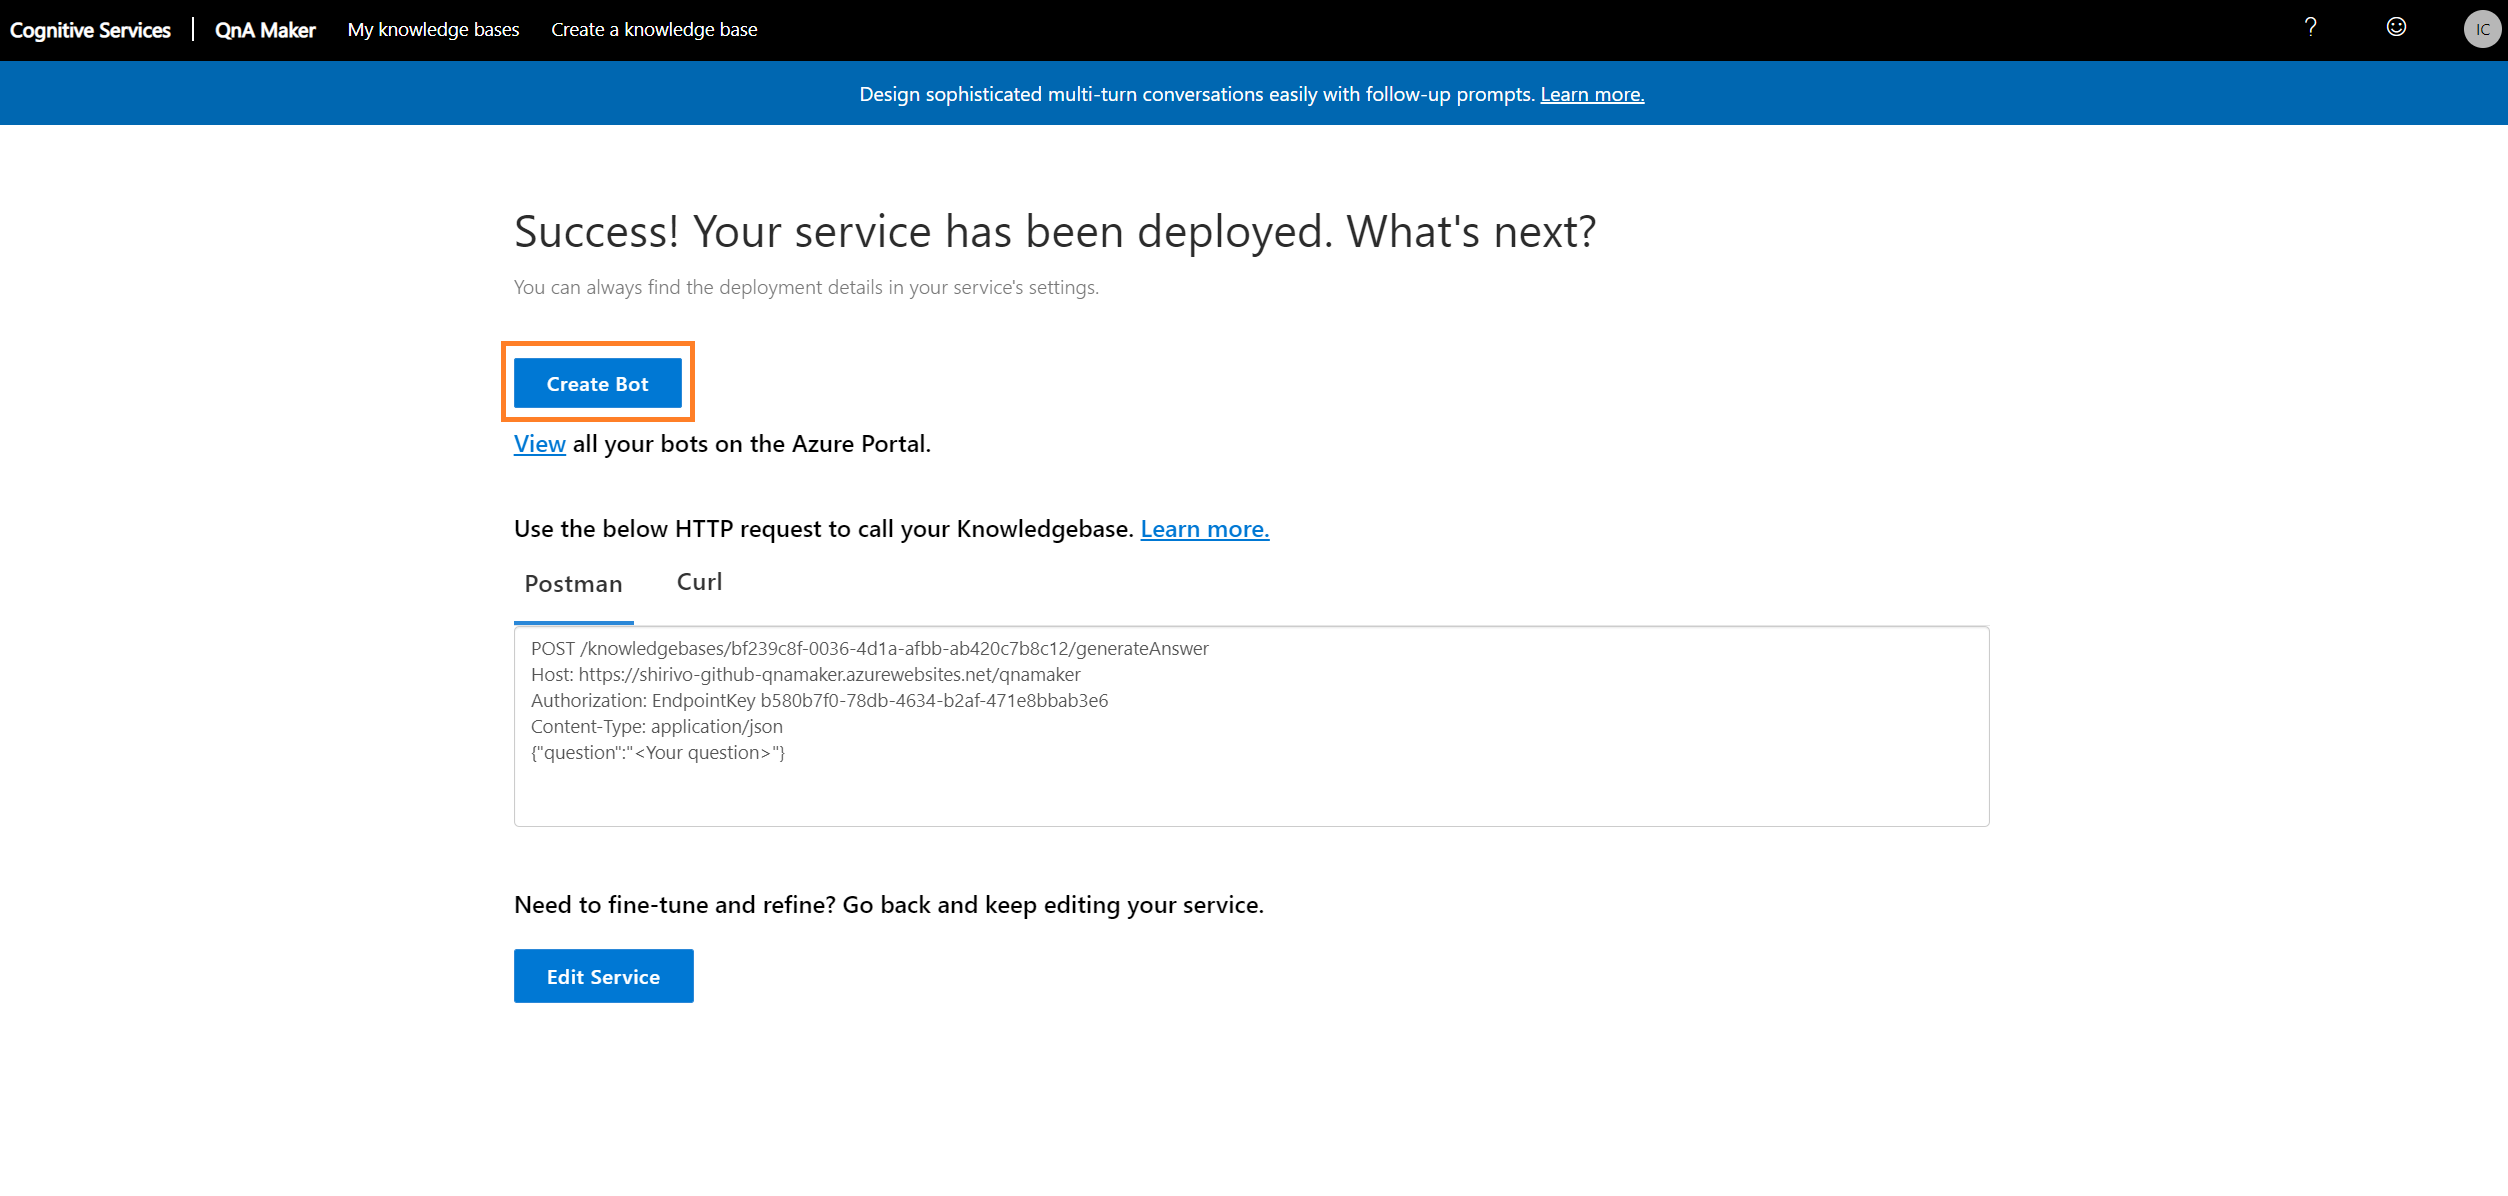 Cognitive Services | QnA Maker My knowledge bases Create a knowledge base ? IC
Design sophisticated multi-turn conversations easily with follow-up prompts. Learn more.
Success! Your service has been deployed. What's next?
You can always find the deployment details in your service's settings.
Create Bot
View all your bots on the Azure Portal.
Use the below HTTP request to call your Knowledgebase. Learn more.
Postman Curl
POST /knowledgebases/bf239c8f-0036-4d1a-afbb-ab420c7b8c12/generateAnswer
Host: https://shirivo-github-qnamaker.azurewebsites.net/qnamaker
Authorization: EndpointKey b580b7f0-78db-4634-b2af-471e8bbab3e6
Content-Type: application/json
{"question":"<Your question>"}
Need to fine-tune and refine? Go back and keep editing your service.
Edit Service